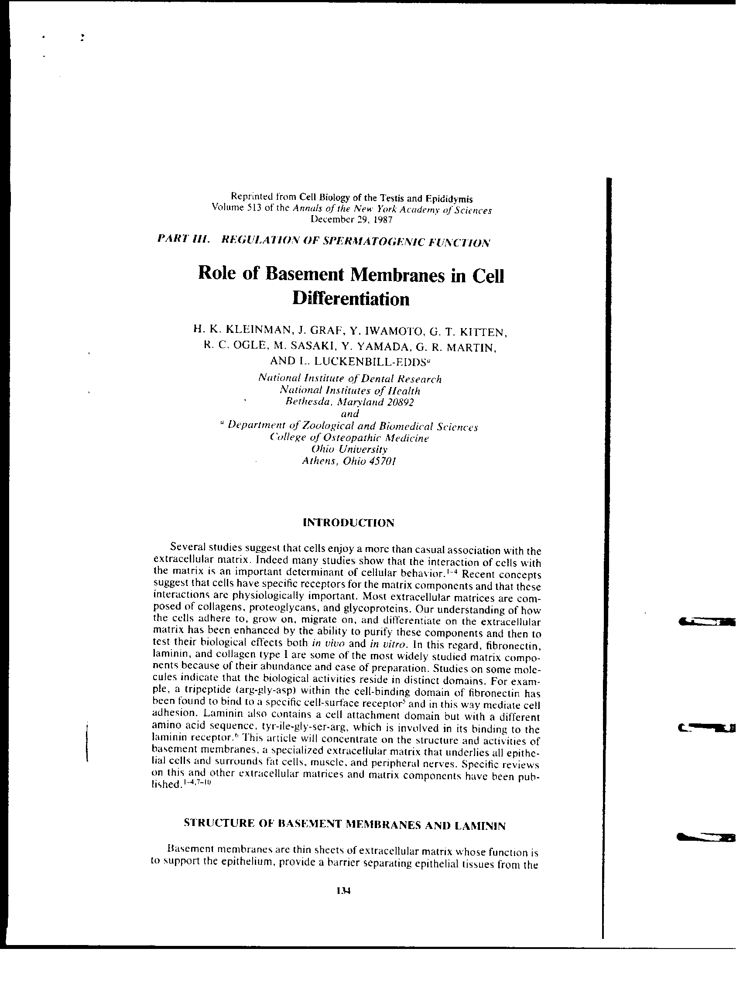 Reprinted from Cell Biology of the Testis and Epididymis
Volume 513 of the Annals of the New York Academy of Sciences
December 29, 1987
PART III. REGULATION OF SPERMATOGENIC FUNCTION
Role of Basement Membranes in Cell
Differentiation
H. K. KLEINMAN, J. GRAF, Y. IWAMOTO, G. T. KITTEN,
R. C. OGLE, M. SASAKI, Y. YAMADA, G. R. MARTIN,
AND L. LUCKENBILL-EDDSᵃ
National Institute of Dental Research
National Institutes of Health
Bethesda, Maryland 20892
and
ᵃ Department of Zoological and Biomedical Sciences
College of Osteopathic Medicine
Ohio University
Athens, Ohio 45701
INTRODUCTION
Several studies suggest that cells enjoy a more than casual association with the
extracellular matrix. Indeed many studies show that the interaction of cells with
the matrix is an important determinant of cellular behavior.¹⁻⁴ Recent concepts
suggest that cells have specific receptors for the matrix components and that these
interactions are physiologically important. Most extracellular matrices are com-
posed of collagens, proteoglycans, and glycoproteins. Our understanding of how
the cells adhere to, grow on, migrate on, and differentiate on the extracellular
matrix has been enhanced by the ability to purify these components and then to
test their biological effects both in vivo and in vitro. In this regard, fibronectin,
laminin, and collagen type I are some of the most widely studied matrix compo-
nents because of their abundance and ease of preparation. Studies on some mole-
cules indicate that the biological activities reside in distinct domains. For exam-
ple, a tripeptide (arg-gly-asp) within the cell-binding domain of fibronectin has
been found to bind to a specific cell-surface receptor⁵ and in this way mediate cell
adhesion. Laminin also contains a cell attachment domain but with a different
amino acid sequence, tyr-ile-gly-ser-arg, which is involved in its binding to the
laminin receptor.⁶ This article will concentrate on the structure and activities of
basement membranes, a specialized extracellular matrix that underlies all epithe-
lial cells and surrounds fat cells, muscle, and peripheral nerves. Specific reviews
on this and other extracellular matrices and matrix components have been pub-
lished.¹⁻⁴,⁷⁻¹⁰
STRUCTURE OF BASEMENT MEMBRANES AND LAMININ
Basement membranes are thin sheets of extracellular matrix whose function is
to support the epithelium, provide a barrier separating epithelial tissues from the
134